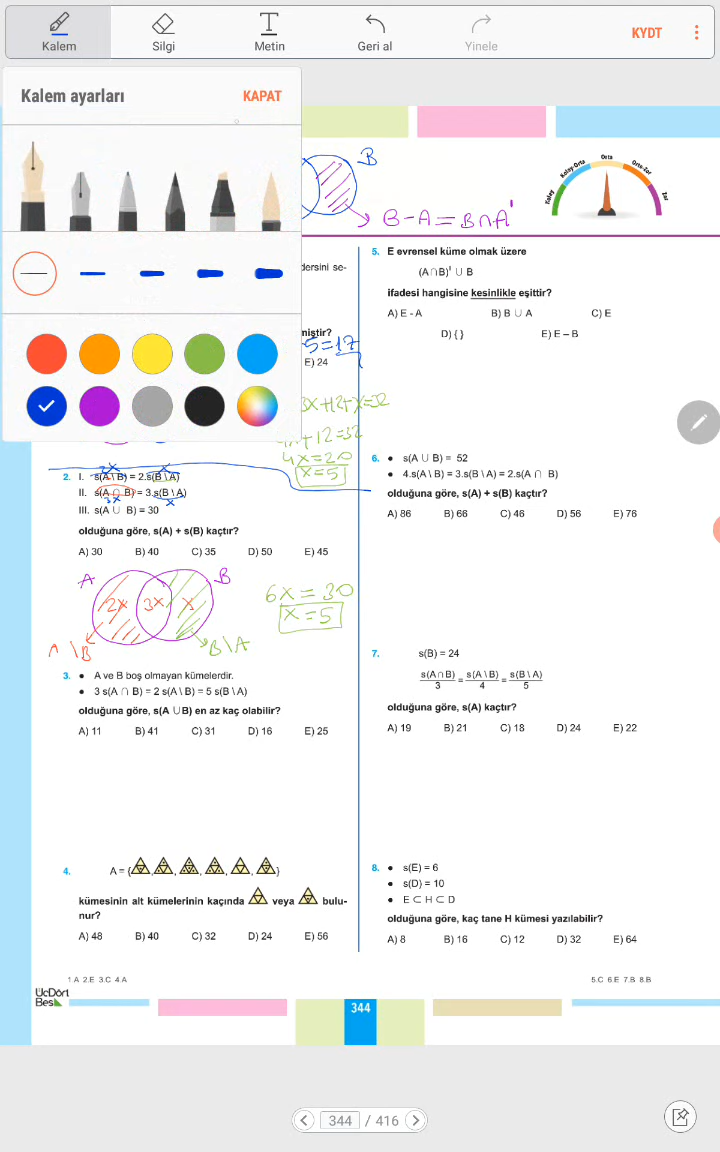 Kalem
Silgi
Metin
Geri al
Yinele
KYDT
Kalem ayarları
KAPAT
B
B - A = B ∩ A'
Kolay
Kolay-Orta
Orta
Orta-Zor
Zor
dersini se-
miştir?
5 = 17
E) 24
3x+12+x=32
+12=32
4x=20
x=5
2x
x
2. I. s(A \ B) = 2.s(B \ A)
II. s(A ∩ B) = 3.s(B \ A)
3x
x
III. s(A ∪ B) = 30
olduğuna göre, s(A) + s(B) kaçtır?
A) 30 B) 40 C) 35 D) 50 E) 45
A
B
2x 3x x
A \ B
B \ A
6x = 30
x = 5
3. • A ve B boş olmayan kümelerdir.
• 3 s(A ∩ B) = 2 s(A \ B) = 5 s(B \ A)
olduğuna göre, s(A ∪ B) en az kaç olabilir?
A) 11 B) 41 C) 31 D) 16 E) 25
4. A = { , , , , , }
kümesinin alt kümelerinin kaçında veya bulu-
nur?
A) 48 B) 40 C) 32 D) 24 E) 56
5. E evrensel küme olmak üzere
(A ∩ B)' ∪ B
ifadesi hangisine kesinlikle eşittir?
A) E - A B) B ∪ A C) E
D) { } E) E – B
6. • s(A ∪ B) = 52
• 4.s(A \ B) = 3.s(B \ A) = 2.s(A ∩ B)
olduğuna göre, s(A) + s(B) kaçtır?
A) 86 B) 66 C) 46 D) 56 E) 76
7. s(B) = 24
s(A ∩ B)/3 = s(A \ B)/4 = s(B \ A)/5
olduğuna göre, s(A) kaçtır?
A) 19 B) 21 C) 18 D) 24 E) 22
8. • s(E) = 6
• s(D) = 10
• E ⊂ H ⊂ D
olduğuna göre, kaç tane H kümesi yazılabilir?
A) 8 B) 16 C) 12 D) 32 E) 64
1.A 2.E 3.C 4.A
5.C 6.E 7.B 8.B
ÜçDört
Beş
344
344 / 416